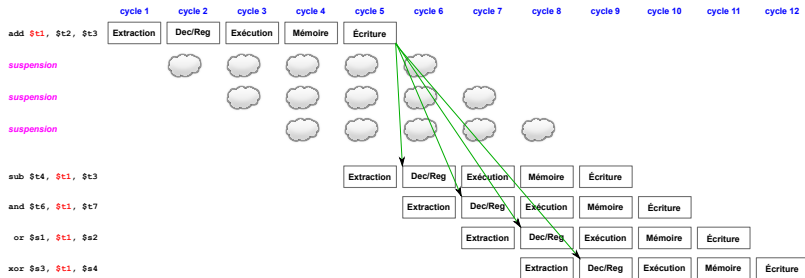 cycle 1 cycle 2 cycle 3 cycle 4 cycle 5 cycle 6 cycle 7 cycle 8 cycle 9 cycle 10 cycle 11 cycle 12
add $t1, $t2, $t3 Extraction Dec/Reg Exécution Mémoire Écriture
suspension
suspension
suspension
sub $t4, $t1, $t3 Extraction Dec/Reg Exécution Mémoire Écriture
and $t6, $t1, $t7 Extraction Dec/Reg Exécution Mémoire Écriture
or $s1, $t1, $s2 Extraction Dec/Reg Exécution Mémoire Écriture
xor $s3, $t1, $s4 Extraction Dec/Reg Exécution Mémoire Écriture